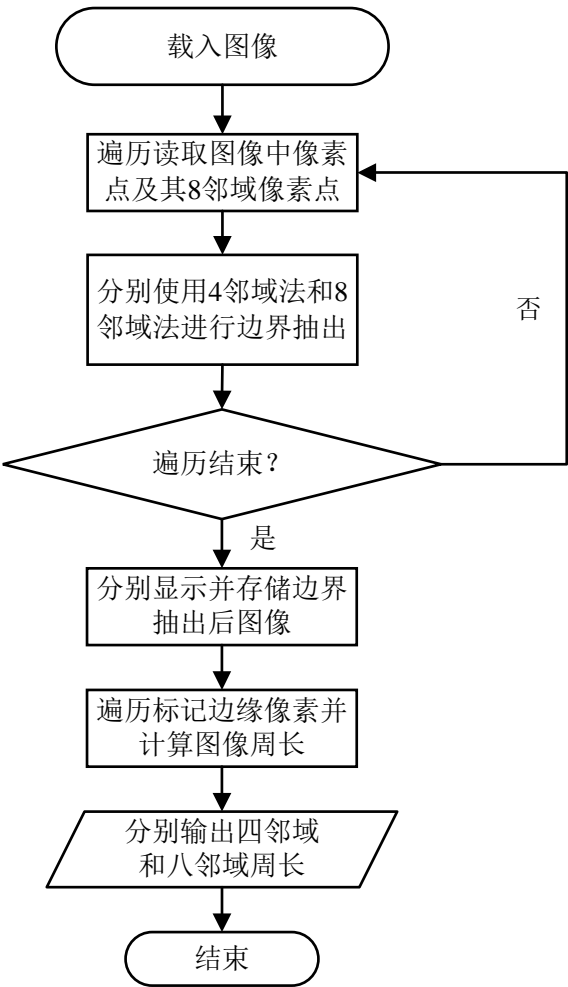 载入图像
遍历读取图像中像素
点及其8邻域像素点
分别使用4邻域法和8
邻域法进行边界抽出
否
遍历结束?
是
分别显示并存储边界
抽出后图像
遍历标记边缘像素并
计算图像周长
分别输出四邻域
和八邻域周长
结束